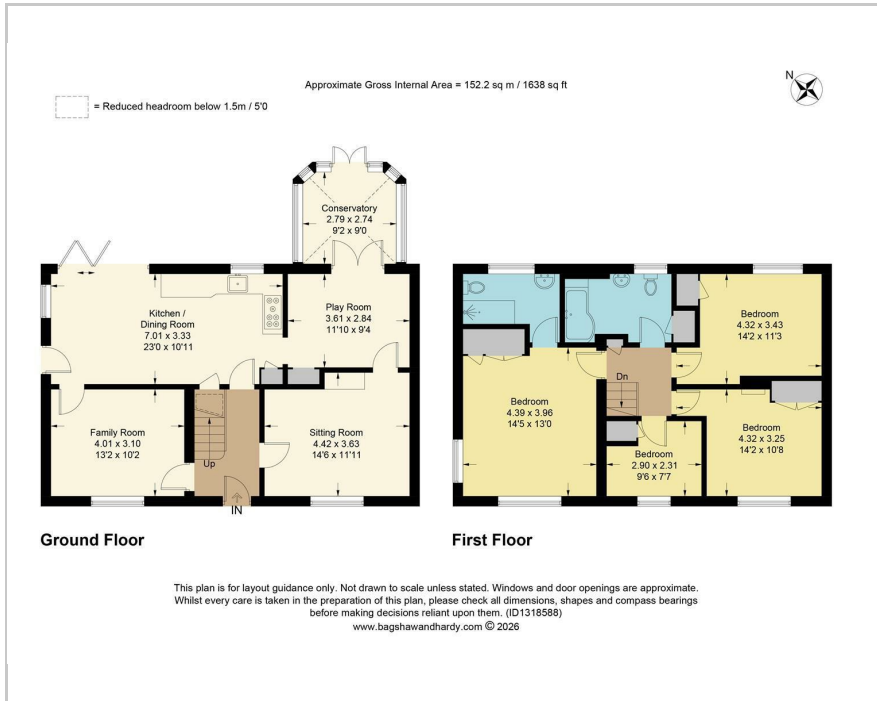 Approximate Gross Internal Area = 152.2 sq m / 1638 sq ft
N
= Reduced headroom below 1.5m / 5'0
Conservatory
2.79 x 2.74
9'2 x 9'0
Kitchen /
Dining Room
7.01 x 3.33
23'0 x 10'11
Play Room
3.61 x 2.84
11'10 x 9'4
Family Room
4.01 x 3.10
13'2 x 10'2
Up
Sitting Room
4.42 x 3.63
14'6 x 11'11
IN
Ground Floor
Bedroom
4.32 x 3.43
14'2 x 11'3
Bedroom
4.39 x 3.96
14'5 x 13'0
Dn
Bedroom
2.90 x 2.31
9'6 x 7'7
Bedroom
4.32 x 3.25
14'2 x 10'8
First Floor
This plan is for layout guidance only. Not drawn to scale unless stated. Windows and door openings are approximate.
Whilst every care is taken in the preparation of this plan, please check all dimensions, shapes and compass bearings
before making decisions reliant upon them. (ID1318588)
www.bagshawandhardy.com © 2026